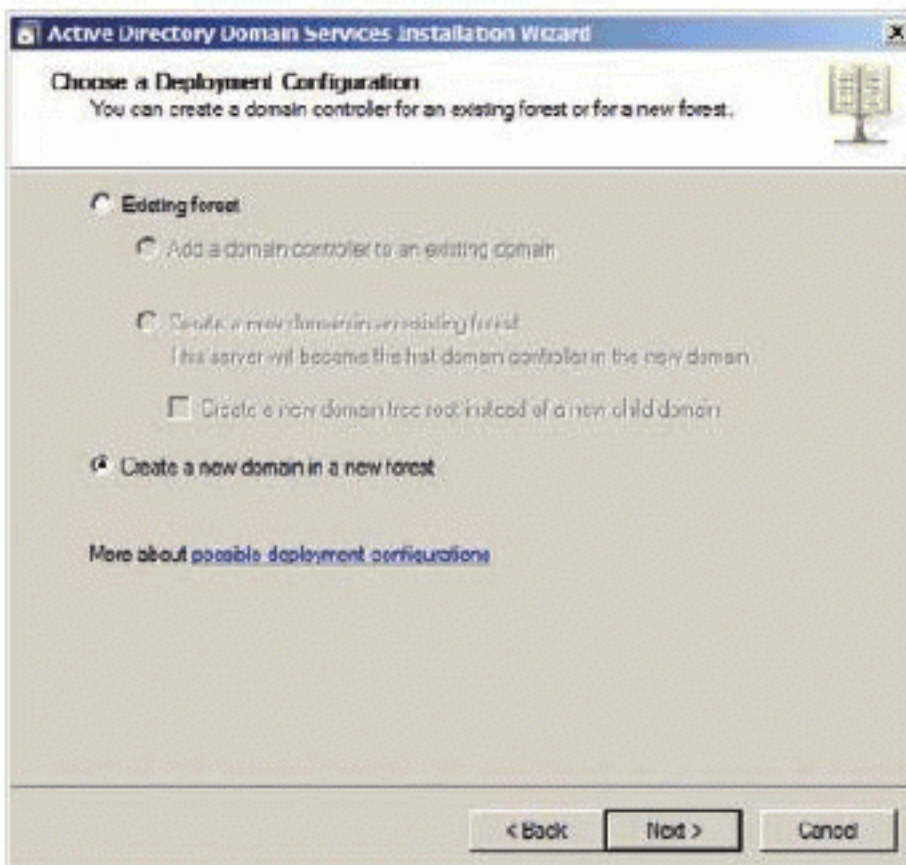 Active Directory Domain Services Installation Wizard
Choose a Deployment Configuration
You can create a domain controller for an existing forest or for a new forest.
Existing forest
Add a domain controller to an existing domain
Create a new domain in an existing forest
This server will become the first domain controller in the new domain.
Create a new domain tree root instead of a new child domain
Create a new domain in a new forest
More about possible deployment configurations
< Back
Next >
Cancel